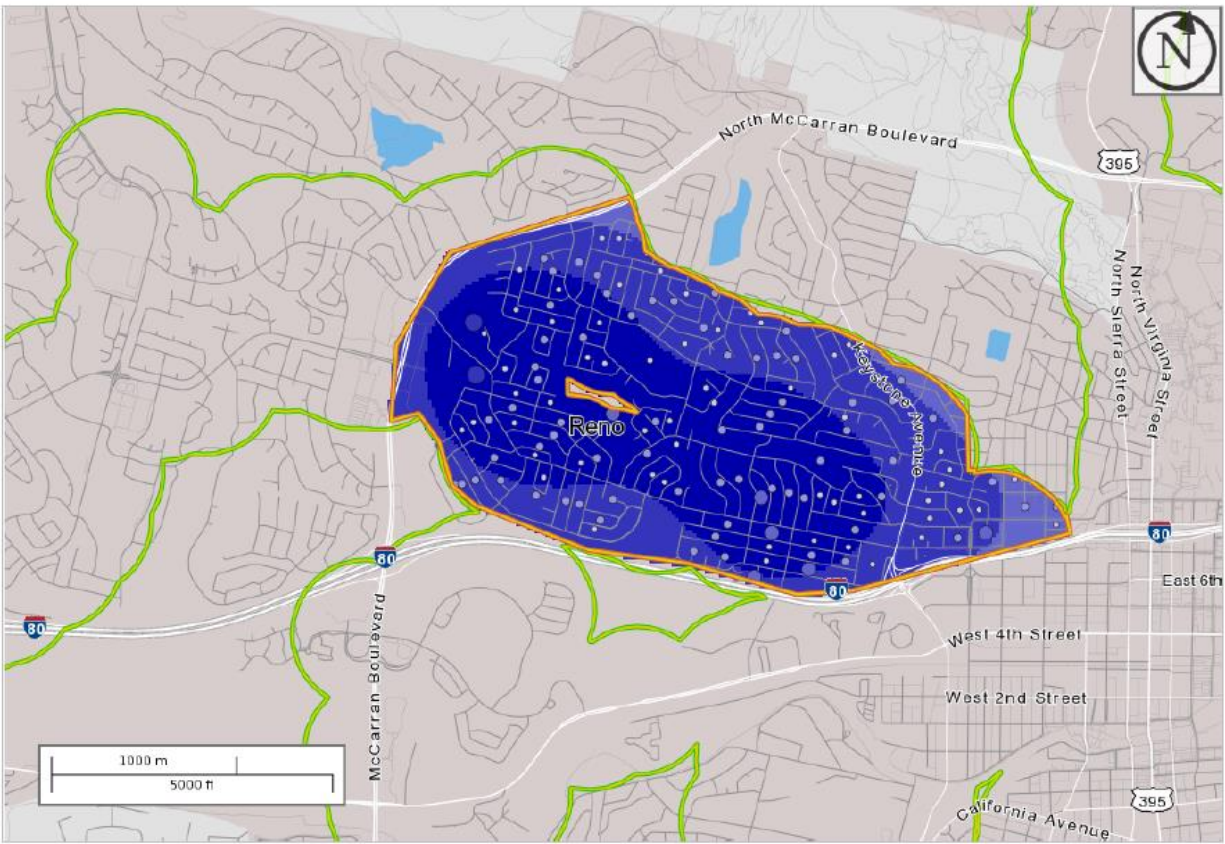 N
North McCarran Boulevard
395
North Sierra Street
North Virginia Street
Keystone Avenue
Reno
80
80
80
80
East 6th
McCarran Boulevard
West 4th Street
West 2nd Street
1000 m
5000 ft
395
California Avenue